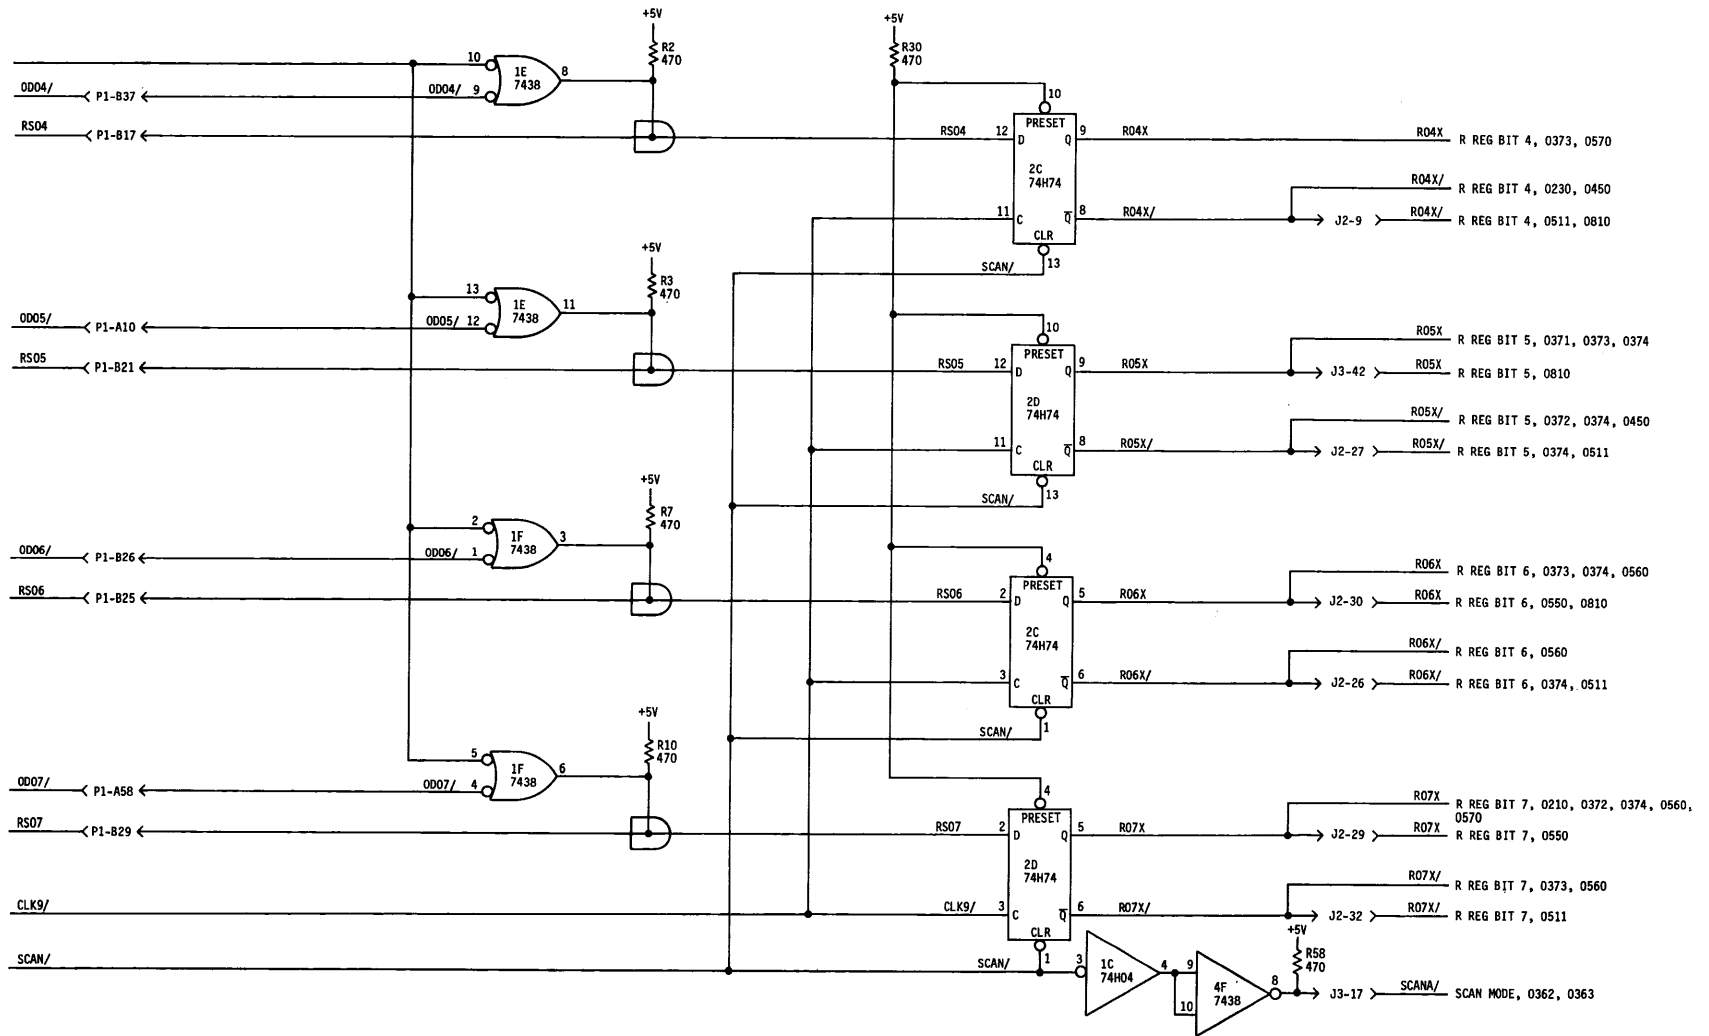 +5V
R2
470
10
1E
7438
8
OD04/
P1-B37
OD04/
9
RS04
P1-B17
RS04
+5V
R30
470
10
PRESET
12
D
Q
9
R04X
R04X
R REG BIT 4, 0373, 0570
2C
74H74
R04X/
R REG BIT 4, 0230, 0450
11
C
Q
8
R04X/
J2-9
R04X/
R REG BIT 4, 0511, 0810
CLR
SCAN/
13
+5V
R3
470
13
1E
7438
11
OD05/
P1-A10
OD05/
12
RS05
P1-B21
RS05
10
PRESET
12
D
Q
9
R05X
R05X
R REG BIT 5, 0371, 0373, 0374
J3-42
R05X
R REG BIT 5, 0810
2D
74H74
R05X/
R REG BIT 5, 0372, 0374, 0450
11
C
Q
8
R05X/
J2-27
R05X/
R REG BIT 5, 0374, 0511
CLR
SCAN/
13
+5V
R7
470
2
1F
7438
3
OD06/
P1-B26
OD06/
1
RS06
P1-B25
RS06
4
PRESET
2
D
Q
5
R06X
R06X
R REG BIT 6, 0373, 0374, 0560
J2-30
R06X
R REG BIT 6, 0550, 0810
2C
74H74
R06X/
R REG BIT 6, 0560
3
C
Q
6
R06X/
J2-26
R06X/
R REG BIT 6, 0374, 0511
CLR
SCAN/
1
+5V
R10
470
5
1F
7438
6
OD07/
P1-A58
OD07/
4
RS07
P1-B29
RS07
4
PRESET
2
D
Q
5
R07X
R07X
R REG BIT 7, 0210, 0372, 0374, 0560,
0570
J2-29
R07X
R REG BIT 7, 0550
2D
74H74
R07X/
R REG BIT 7, 0373, 0560
CLK9/
CLK9/
3
C
Q
6
R07X/
J2-32
R07X/
R REG BIT 7, 0511
CLR
1
SCAN/
SCAN/
3
1C
74H04
4
9
10
4F
7438
8
+5V
R58
470
J3-17
SCANA/
SCAN MODE, 0362, 0363